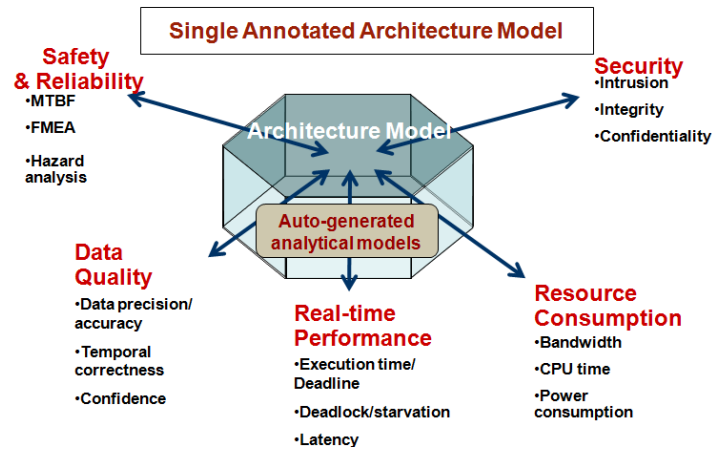 Single Annotated Architecture Model
Safety
& Reliability
•MTBF
•FMEA
•Hazard
analysis
Security
•Intrusion
•Integrity
•Confidentiality
Architecture Model
Auto-generated
analytical models
Data
Quality
•Data precision/
accuracy
•Temporal
correctness
•Confidence
Real-time
Performance
•Execution time/
Deadline
•Deadlock/starvation
•Latency
Resource
Consumption
•Bandwidth
•CPU time
•Power
consumption